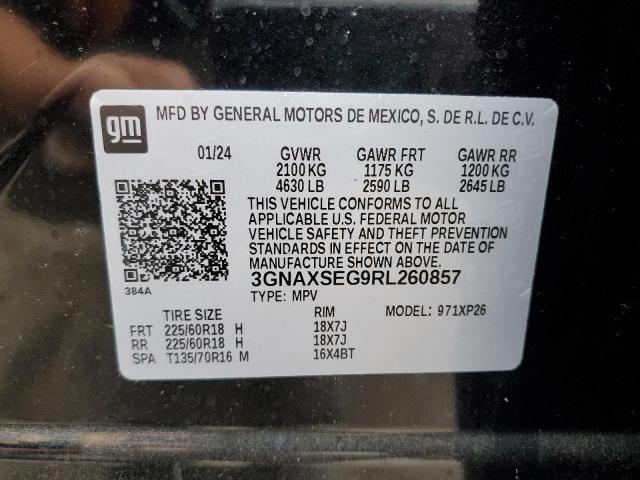 gm MFD BY GENERAL MOTORS DE MEXICO, S. DE R.L. DE C.V.
01/24 GVWR GAWR FRT GAWR RR
2100 KG 1175 KG 1200 KG
4630 LB 2590 LB 2645 LB
THIS VEHICLE CONFORMS TO ALL
APPLICABLE U.S. FEDERAL MOTOR
VEHICLE SAFETY AND THEFT PREVENTION
STANDARDS IN EFFECT ON THE DATE OF
MANUFACTURE SHOWN ABOVE.
3GNAXSEG9RL260857
384A TYPE: MPV
TIRE SIZE RIM MODEL: 971XP26
FRT 225/60R18 H 18X7J
RR 225/60R18 H 18X7J
SPA T135/70R16 M 16X4BT